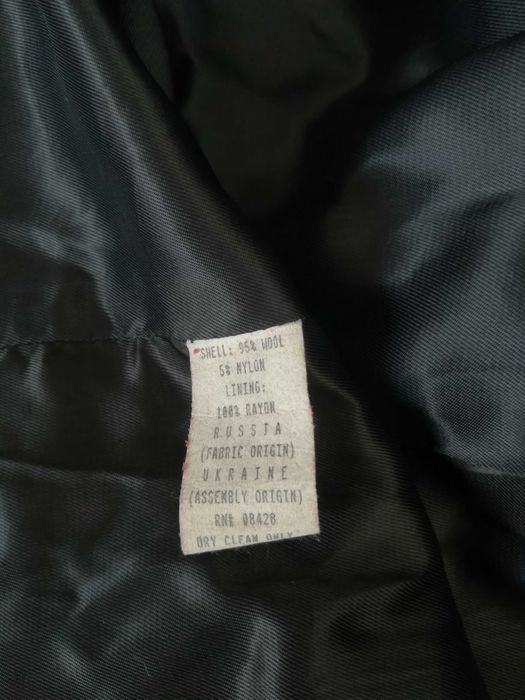 SHELL: 95% WOOL
5% NYLON
LINING:
100% RAYON
RUSSIA
(FABRIC ORIGIN)
UKRAINE
(ASSEMBLY ORIGIN)
RN# 08428
DRY CLEAN ONLY